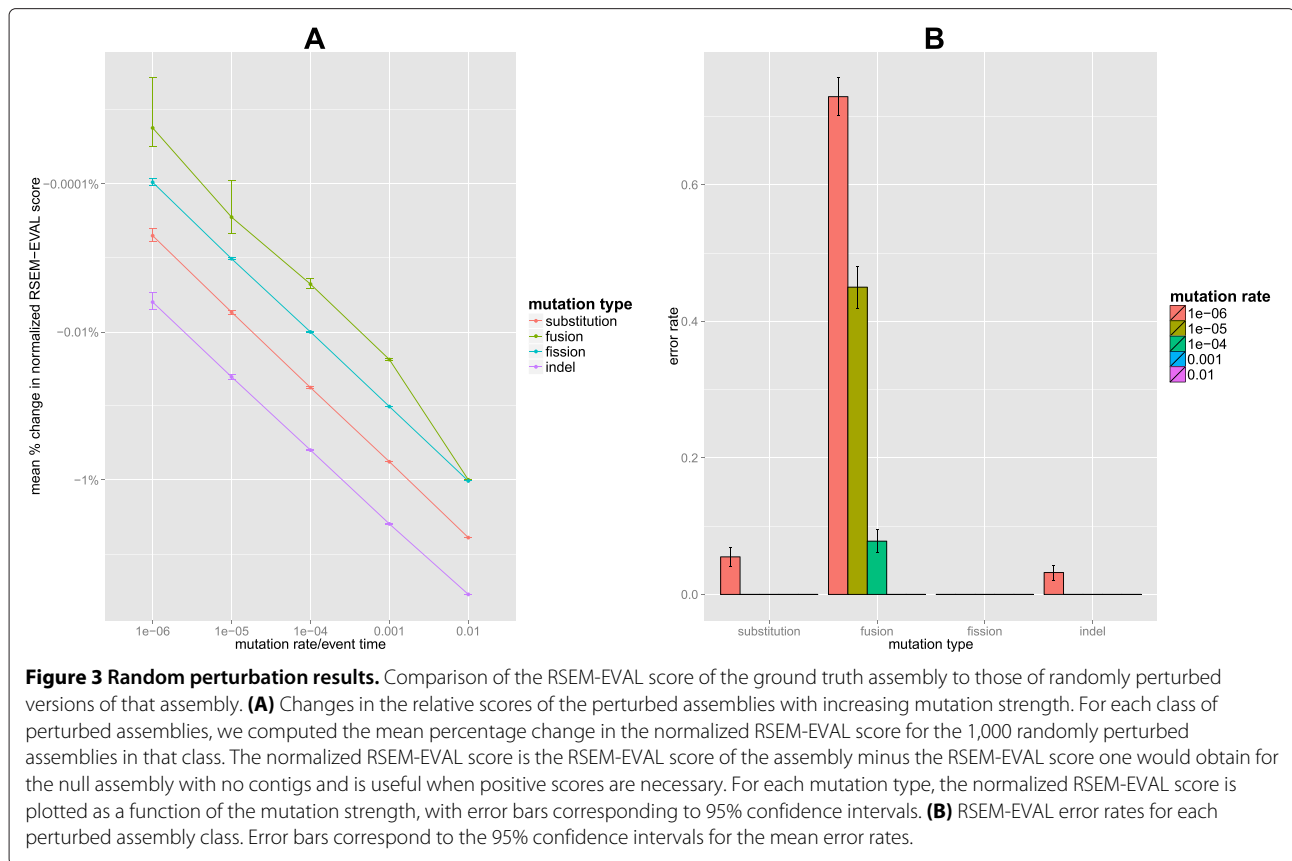 A
mean % change in normalized RSEM−EVAL score
−0.0001%
−0.01%
−1%
1e−06 1e−05 1e−04 0.001 0.01
mutation rate/event time
mutation type
substitution
fusion
fission
indel
B
error rate
0.6
0.4
0.2
0.0
substitution fusion fission indel
mutation type
mutation rate
1e−06
1e−05
1e−04
0.001
0.01
Figure 3 Random perturbation results. Comparison of the RSEM-EVAL score of the ground truth assembly to those of randomly perturbed
versions of that assembly. (A) Changes in the relative scores of the perturbed assemblies with increasing mutation strength. For each class of
perturbed assemblies, we computed the mean percentage change in the normalized RSEM-EVAL score for the 1,000 randomly perturbed
assemblies in that class. The normalized RSEM-EVAL score is the RSEM-EVAL score of the assembly minus the RSEM-EVAL score one would obtain for
the null assembly with no contigs and is useful when positive scores are necessary. For each mutation type, the normalized RSEM-EVAL score is
plotted as a function of the mutation strength, with error bars corresponding to 95% confidence intervals. (B) RSEM-EVAL error rates for each
perturbed assembly class. Error bars correspond to the 95% confidence intervals for the mean error rates.